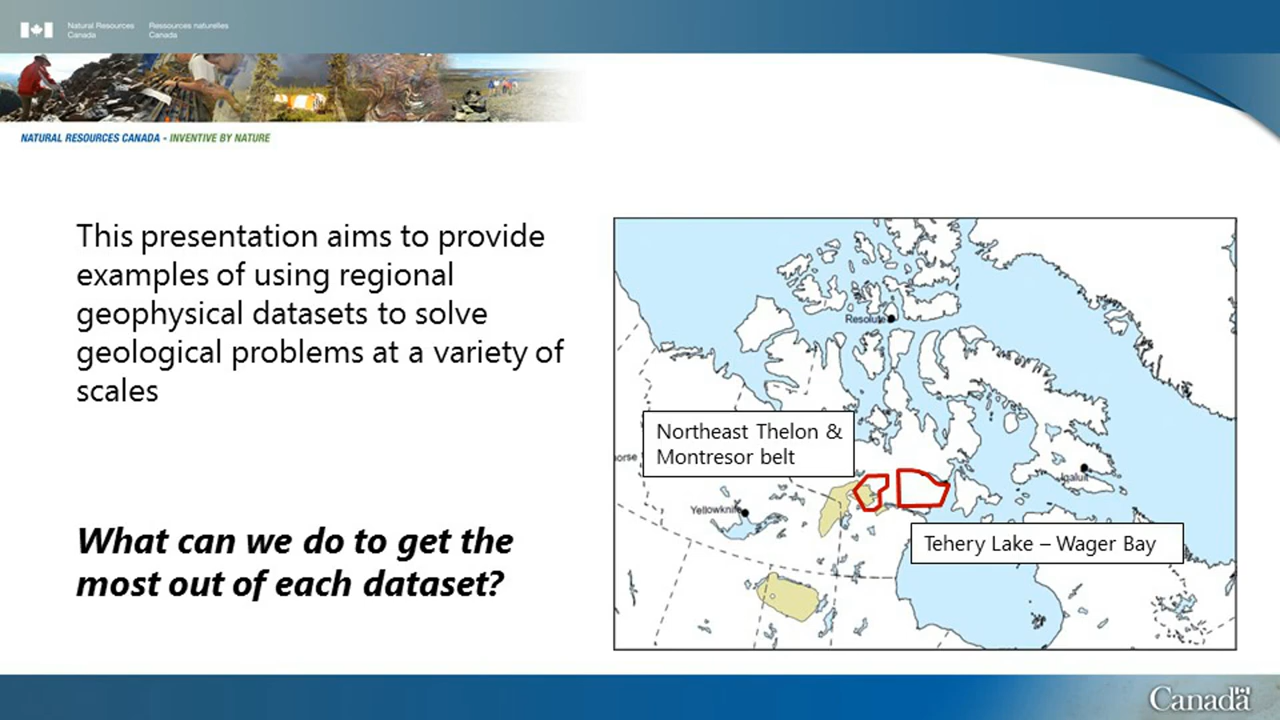 Natural Resources
Canada
Ressources naturelles
Canada
NATURAL RESOURCES CANADA - INVENTIVE BY NATURE
This presentation aims to provide
examples of using regional
geophysical datasets to solve
geological problems at a variety of
scales
What can we do to get the
most out of each dataset?
Resolute
Northeast Thelon &
Montresor belt
orse
Iqaluit
Yellowknife
Tehery Lake – Wager Bay
Canada